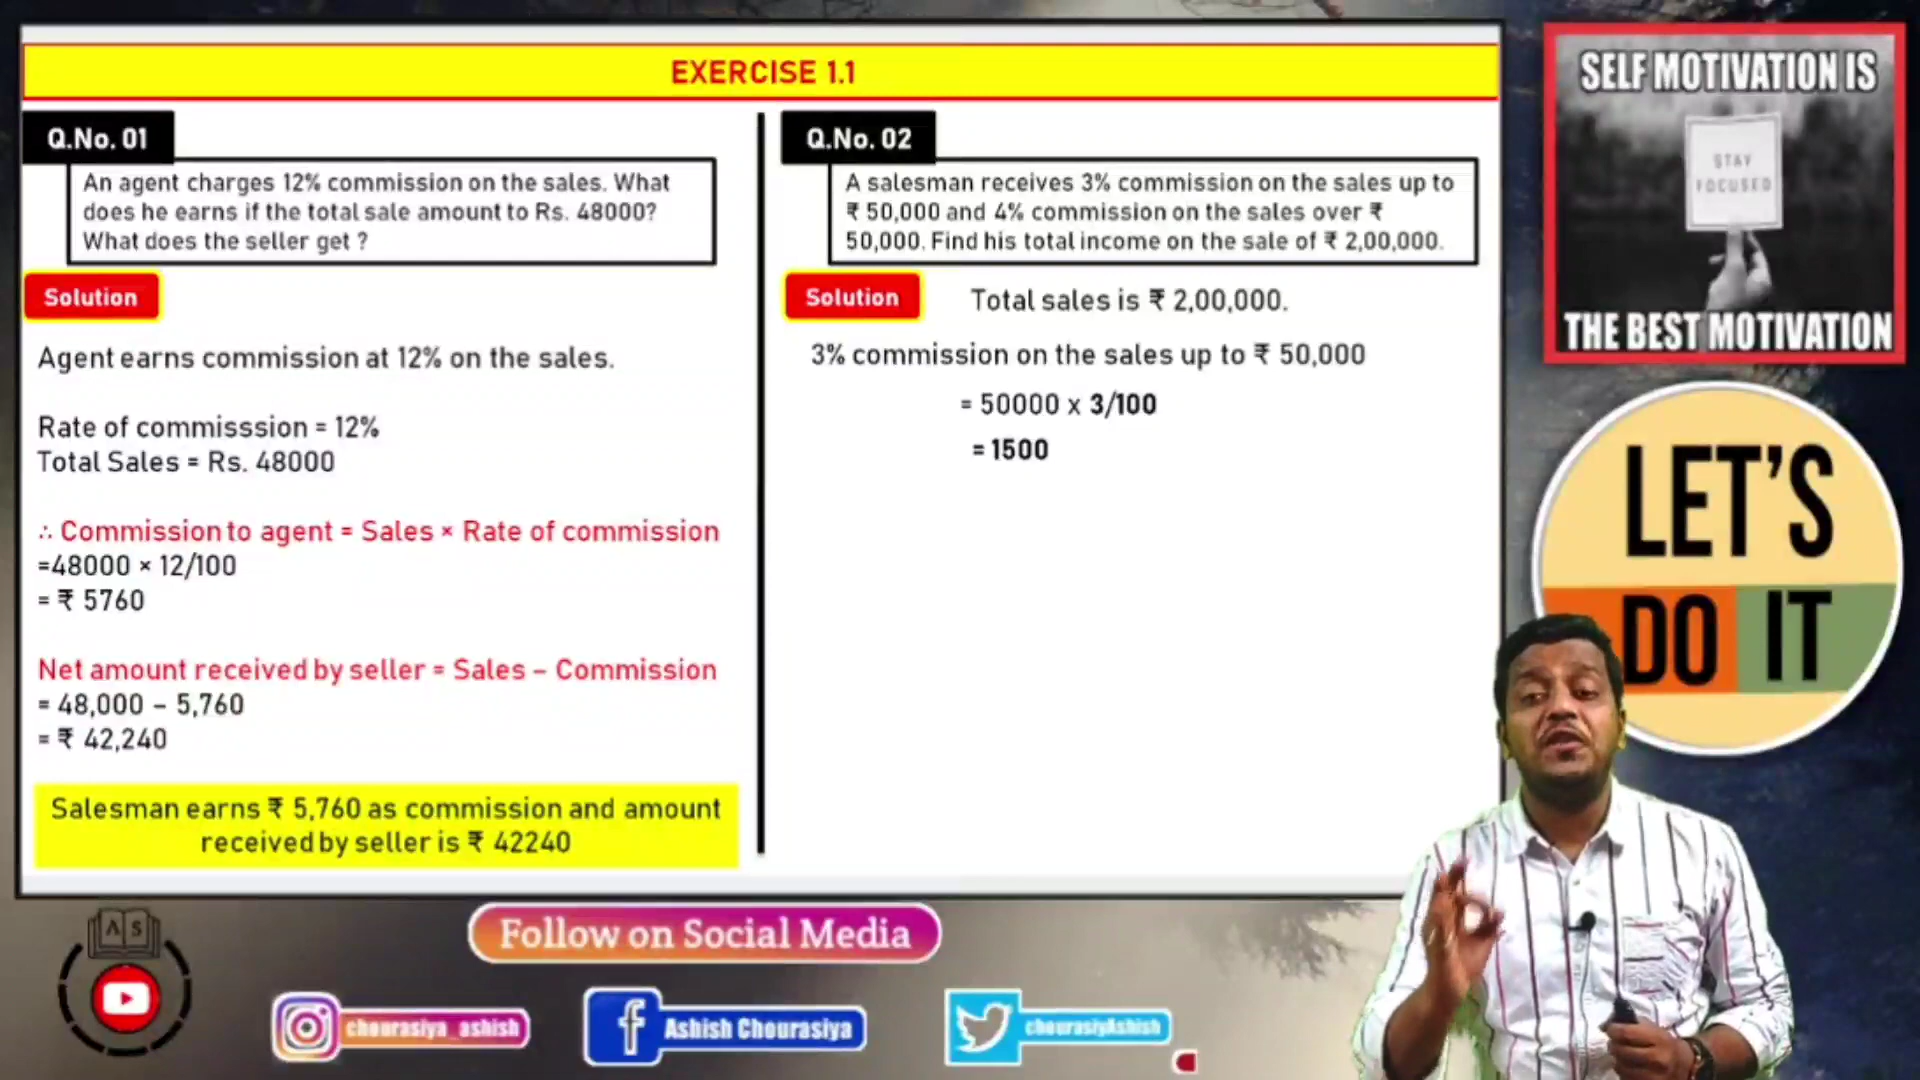 EXERCISE 1.1
Q.No. 01
An agent charges 12% commission on the sales. What
does he earns if the total sale amount to Rs. 48000?
What does the seller get ?
Solution
Agent earns commission at 12% on the sales.
Rate of commisssion = 12%
Total Sales = Rs. 48000
∴ Commission to agent = Sales × Rate of commission
=48000 × 12/100
= ₹ 5760
Net amount received by seller = Sales – Commission
= 48,000 – 5,760
= ₹ 42,240
Salesman earns ₹ 5,760 as commission and amount
received by seller is ₹ 42240
Q.No. 02
A salesman receives 3% commission on the sales up to
₹ 50,000 and 4% commission on the sales over ₹
50,000. Find his total income on the sale of ₹ 2,00,000.
Solution
Total sales is ₹ 2,00,000.
3% commission on the sales up to ₹ 50,000
= 50000 x 3/100
= 1500
SELF MOTIVATION IS
STAY
FOCUSED
THE BEST MOTIVATION
LET'S
DO IT
AS
Follow on Social Media
chourasiya_ashish
Ashish Chourasiya
chourasiyAshish